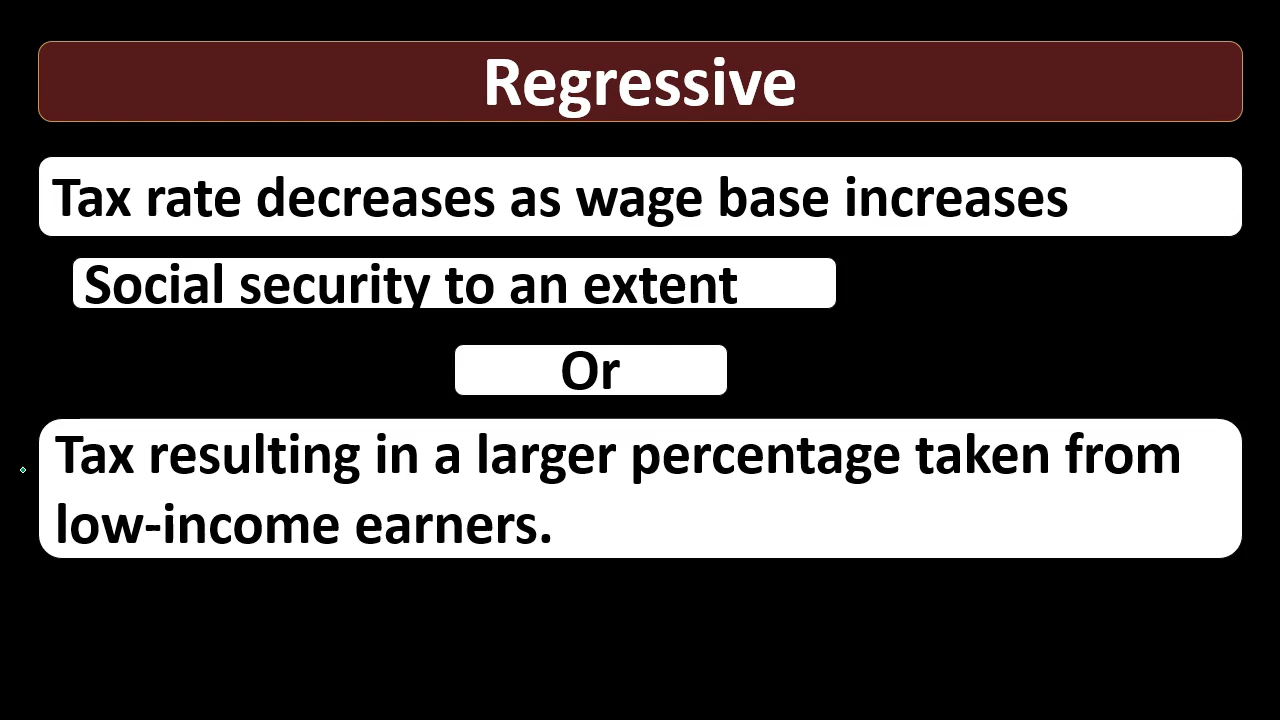 Regressive
Tax rate decreases as wage base increases
Social security to an extent
Or
Tax resulting in a larger percentage taken from
low-income earners.